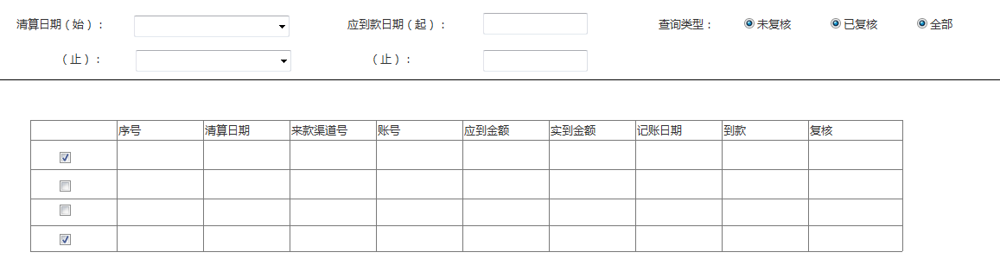 清算日期（始）： 应到款日期（起）： 查询类型： 未复核 已复核 全部
（止）： （止）：
序号 清算日期 来款渠道号 账号 应到金额 实到金额 记账日期 到款 复核